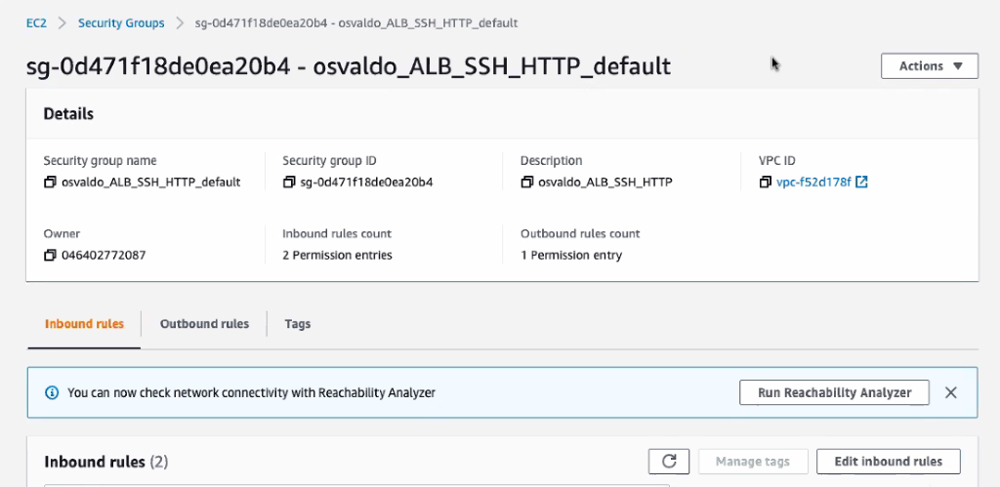 EC2 > Security Groups > sg-0d471f18de0ea20b4 - osvaldo_ALB_SSH_HTTP_default
sg-0d471f18de0ea20b4 - osvaldo_ALB_SSH_HTTP_default
Actions ▼
Details
Security group name Security group ID Description VPC ID
osvaldo_ALB_SSH_HTTP_default sg-0d471f18de0ea20b4 osvaldo_ALB_SSH_HTTP vpc-f52d178f
Owner Inbound rules count Outbound rules count
046402772087 2 Permission entries 1 Permission entry
Inbound rules Outbound rules Tags
You can now check network connectivity with Reachability Analyzer Run Reachability Analyzer
Inbound rules (2) Manage tags Edit inbound rules